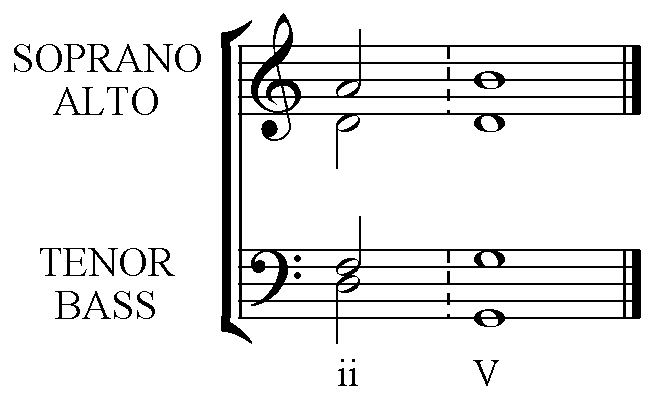 SOPRANO
ALTO
TENOR
BASS
ii V